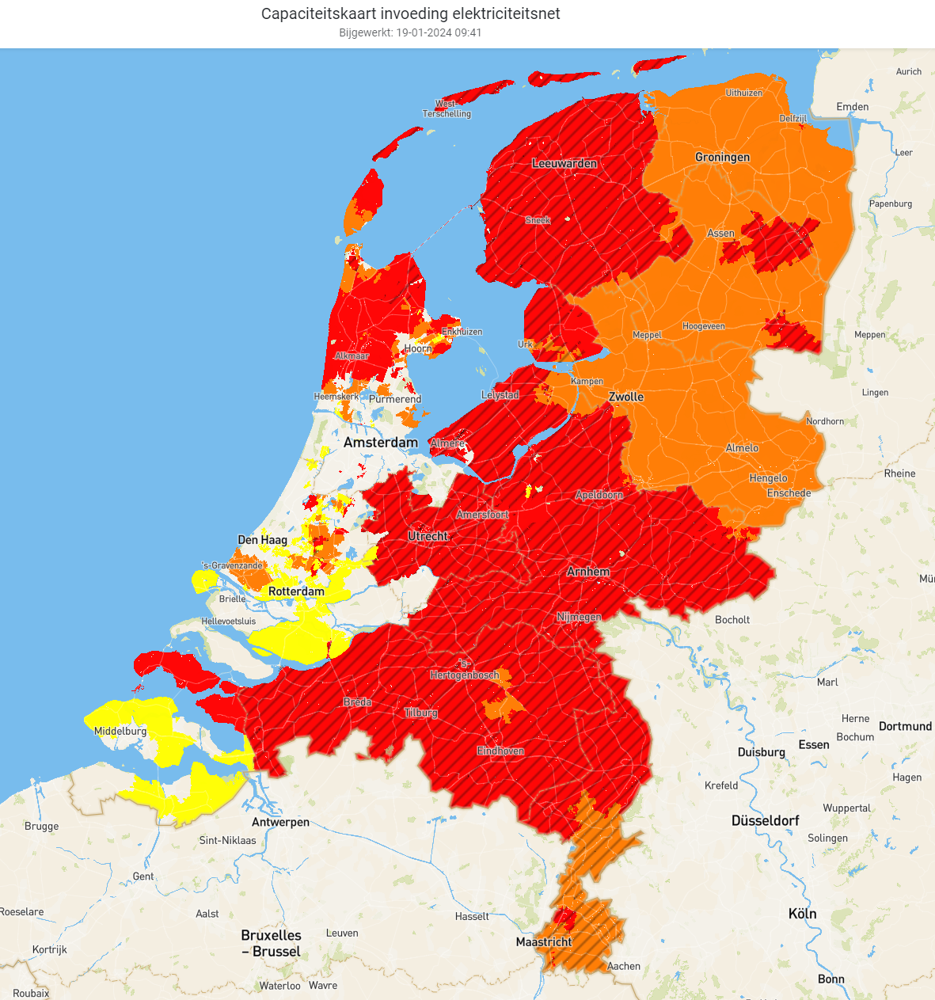 Capaciteitskaart invoeding elektriciteitsnet
Bijgewerkt: 19-01-2024 09:41
Aurich
Uithuizen
West-
Terschelling
Emden
Delfzijl
Leer
Groningen
Leeuwarden
Papenburg
Sneek
Assen
Enkhuizen
Hoogeveen
Meppel
Meppen
Urk
Hoorn
Alkmaar
Kampen
Lingen
Heemskerk
Purmerend
Lelystad
Zwolle
Nordhorn
Amsterdam
Almere
Almelo
Rheine
Hengelo
Enschede
Apeldoorn
Amersfoort
Utrecht
Den Haag
's-Gravenzande
Arnhem
Mü
Rotterdam
Brielle
Hellevoetsluis
Nijmegen
Bocholt
's-
Hertogenbosch
Marl
Breda
Tilburg
Herne
Dortmund
Middelburg
Bochum
Essen
Eindhoven
Duisburg
Hagen
Krefeld
Wuppertal
Brugge
Antwerpen
Düsseldorf
Sint-Niklaas
Solingen
Gent
Roeselare
Aalst
Hasselt
Köln
Bruxelles
– Brussel
Leuven
Maastricht
Kortrijk
Aachen
Bonn
Waterloo
Wavre
Roubaix